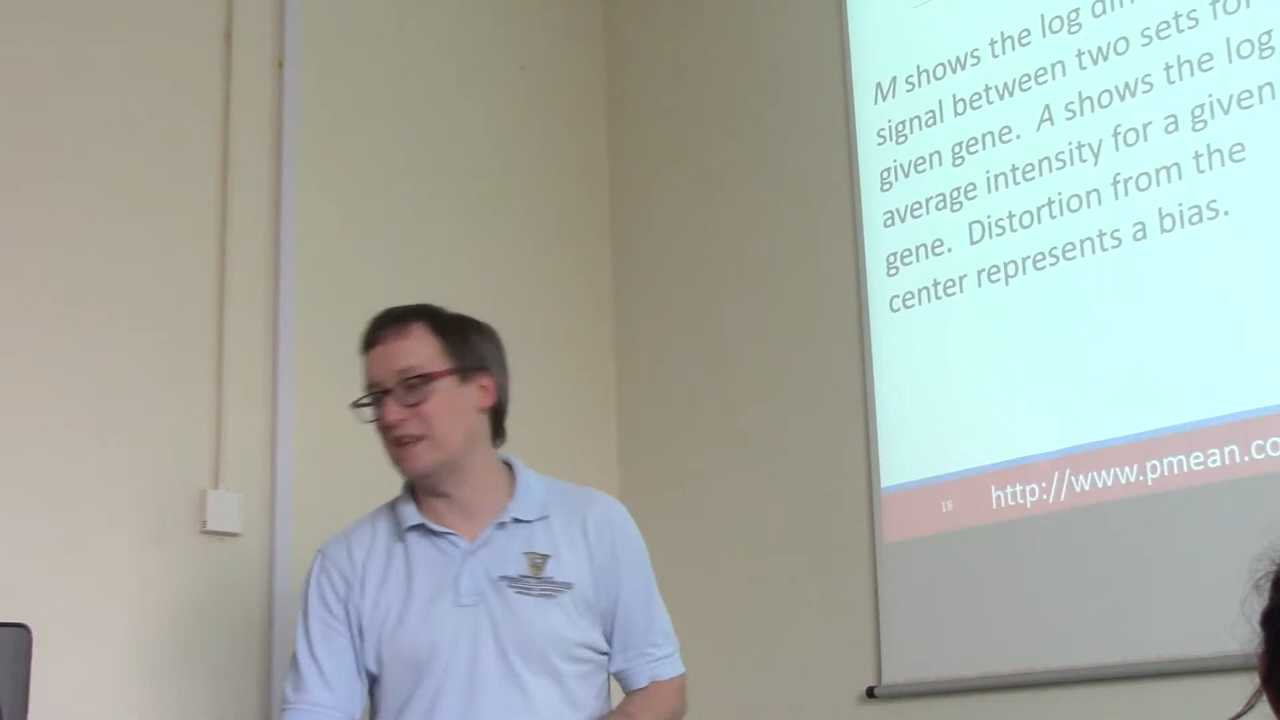 M shows the log
signal between two sets for
given gene. A shows the log
average intensity for a given
gene. Distortion from the
center represents a bias.
18 http://www.pmean.co